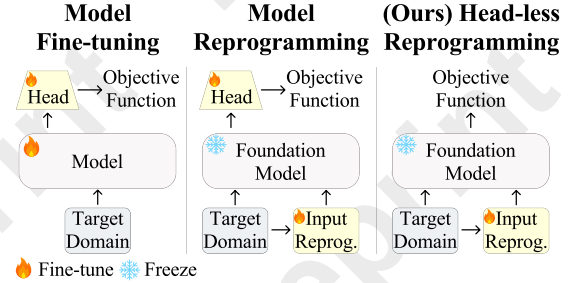 Model
Fine-tuning
Head
Objective
Function
Model
Target
Domain
Model
Reprogramming
Head
Objective
Function
Foundation
Model
Target
Domain
Input
Reprog.
(Ours) Head-less
Reprogramming
Objective
Function
Foundation
Model
Target
Domain
Input
Reprog.
Fine-tune
Freeze